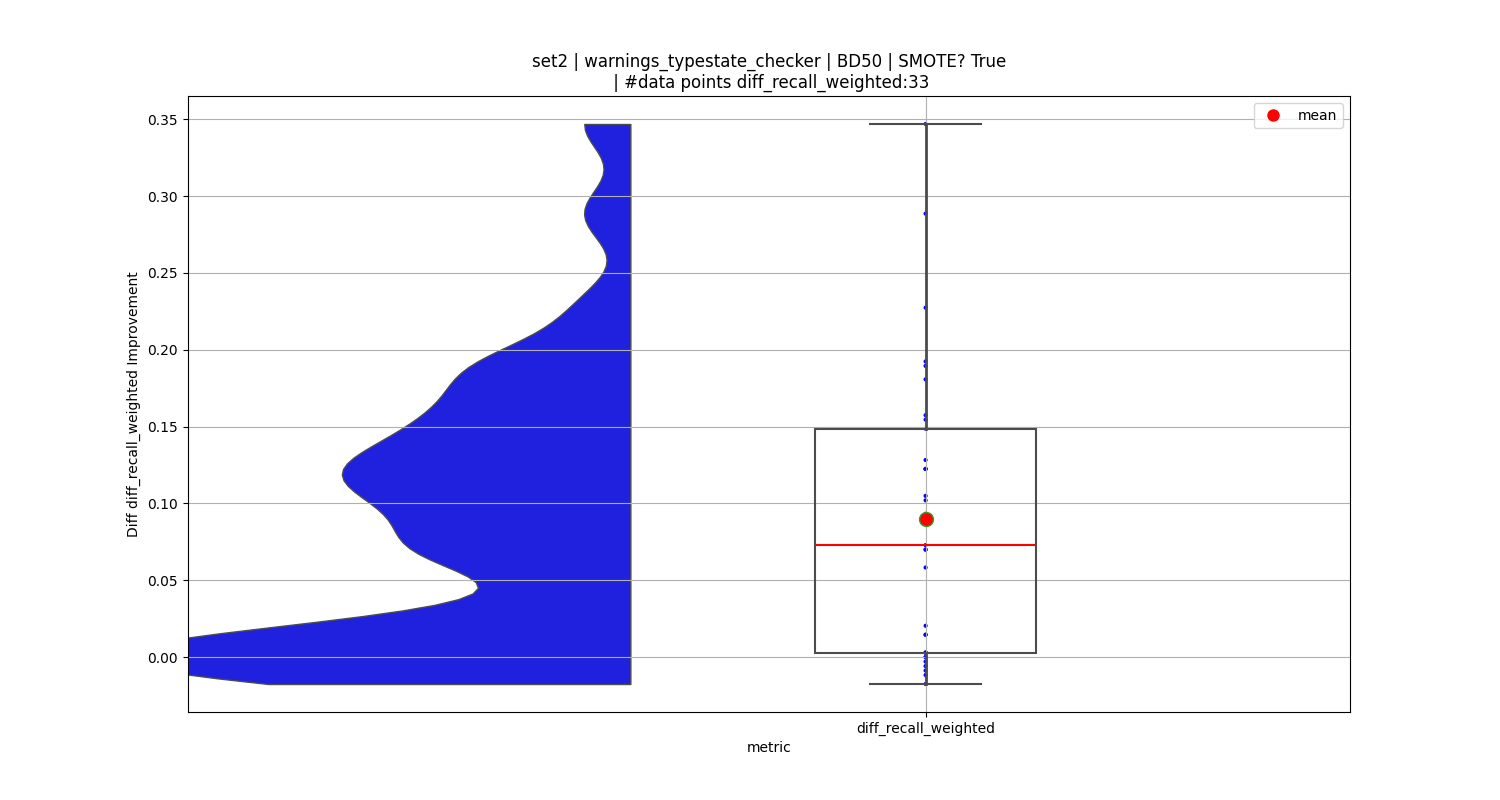 set2 | warnings_typestate_checker | BD50 | SMOTE? True
| #data points diff_recall_weighted:33
mean
0.35
0.30
0.25
0.20
0.15
0.10
0.05
0.00
Diff diff_recall_weighted Improvement
diff_recall_weighted
metric